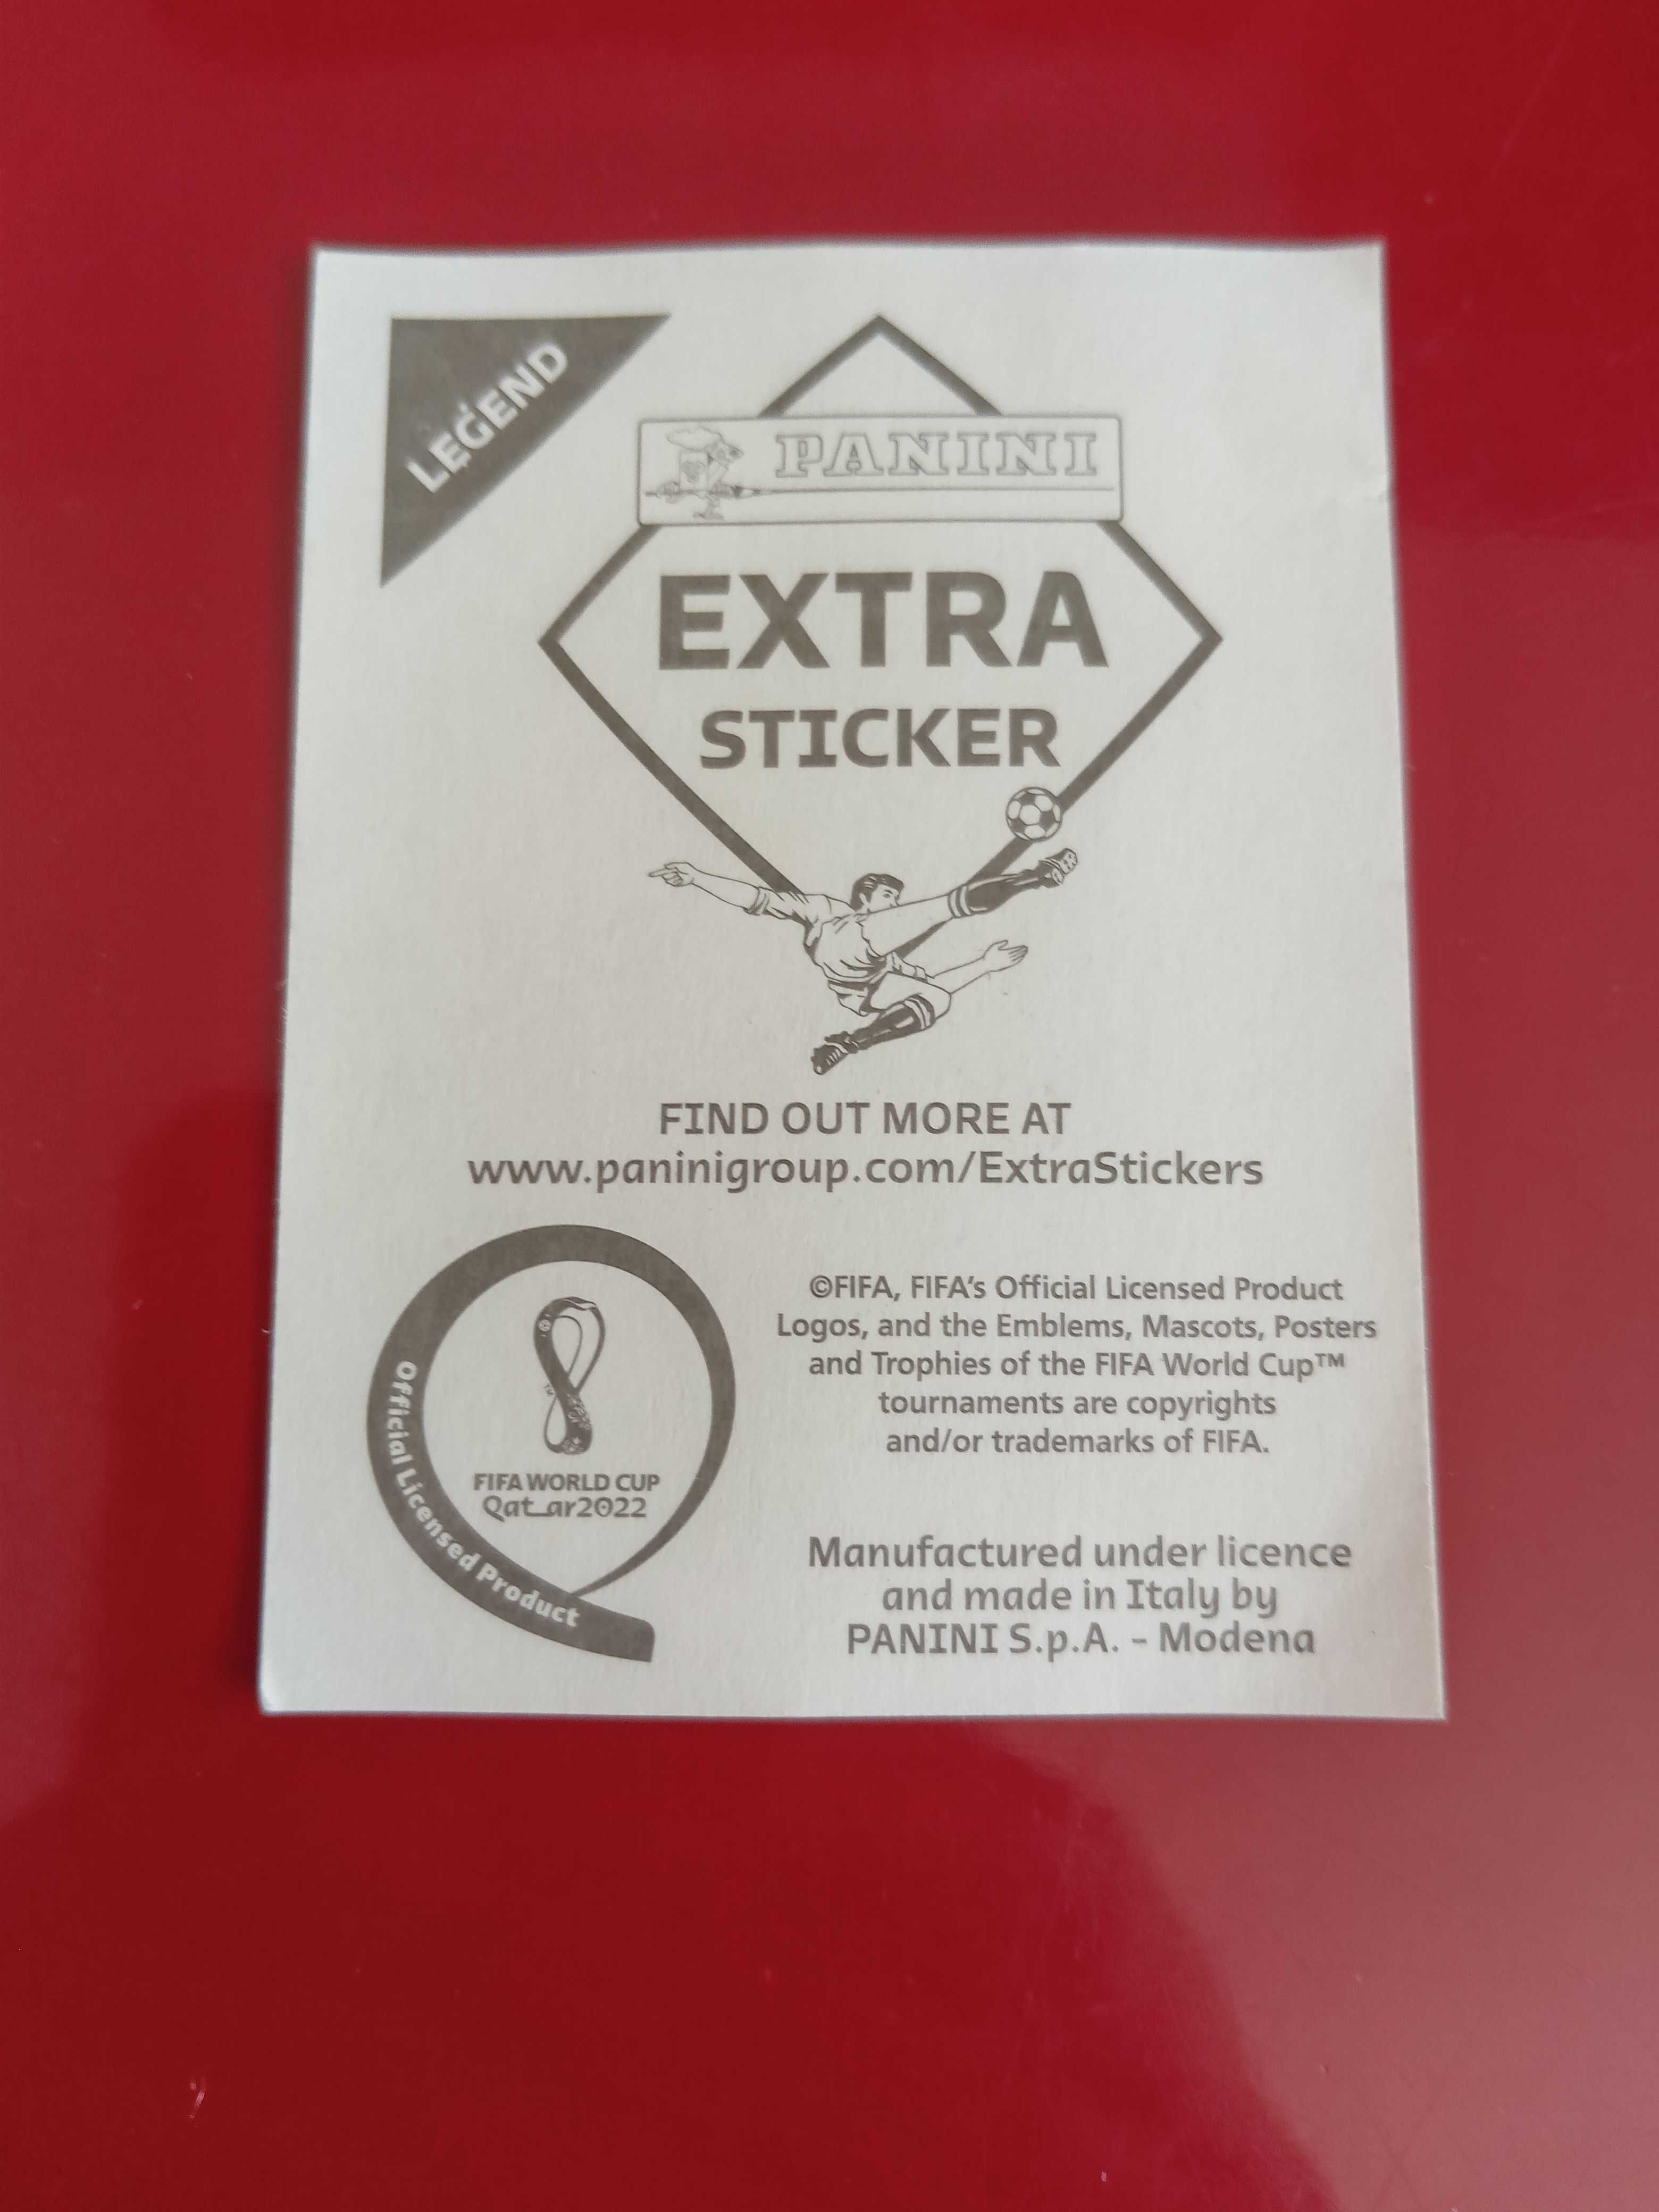 LEGEND
PANINI
EXTRA
STICKER
FIND OUT MORE AT
www.paninigroup.com/ExtraStickers
Official Licensed Product
FIFA WORLD CUP
Qatar2022
©FIFA, FIFA's Official Licensed Product
Logos, and the Emblems, Mascots, Posters
and Trophies of the FIFA World Cup™
tournaments are copyrights
and/or trademarks of FIFA.
Manufactured under licence
and made in Italy by
PANINI S.p.A. - Modena